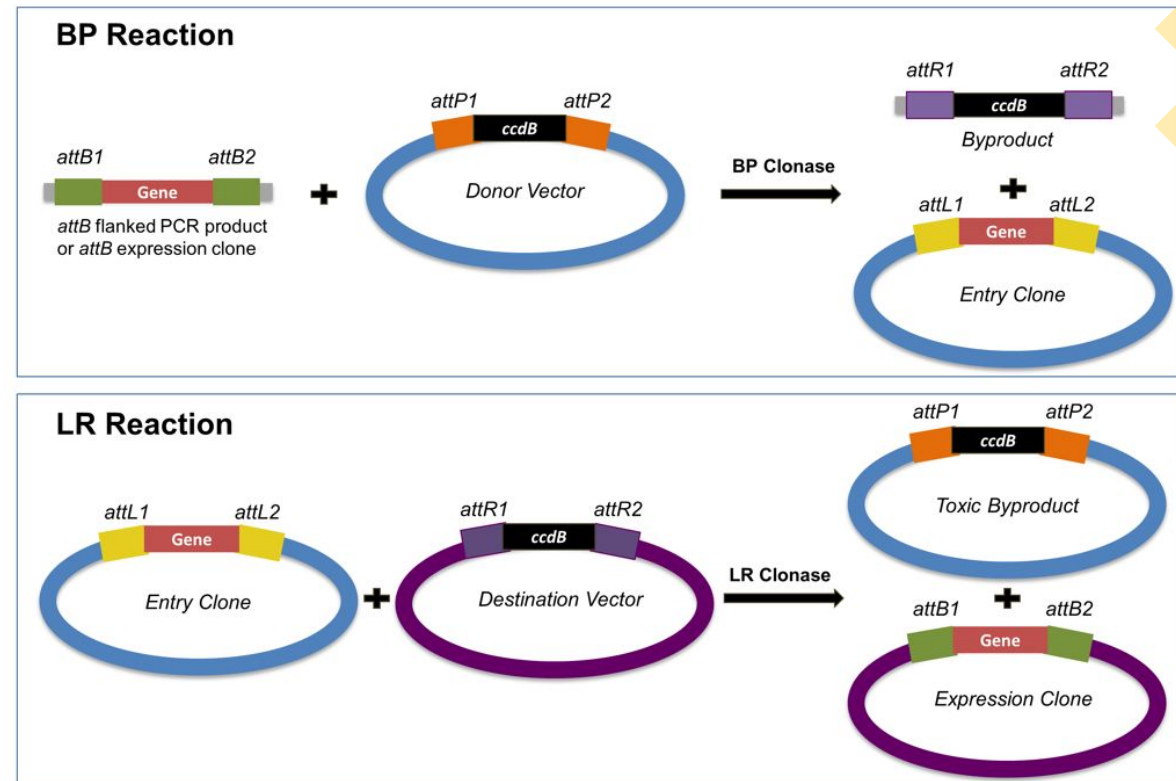 BP Reaction
attB1
attB2
Gene
attB flanked PCR product
or attB expression clone
attP1
attP2
ccdB
Donor Vector
BP Clonase
attR1
attR2
ccdB
Byproduct
attL1
attL2
Gene
Entry Clone
LR Reaction
attL1
attL2
Gene
Entry Clone
attR1
attR2
ccdB
Destination Vector
LR Clonase
attP1
attP2
ccdB
Toxic Byproduct
attB1
attB2
Gene
Expression Clone